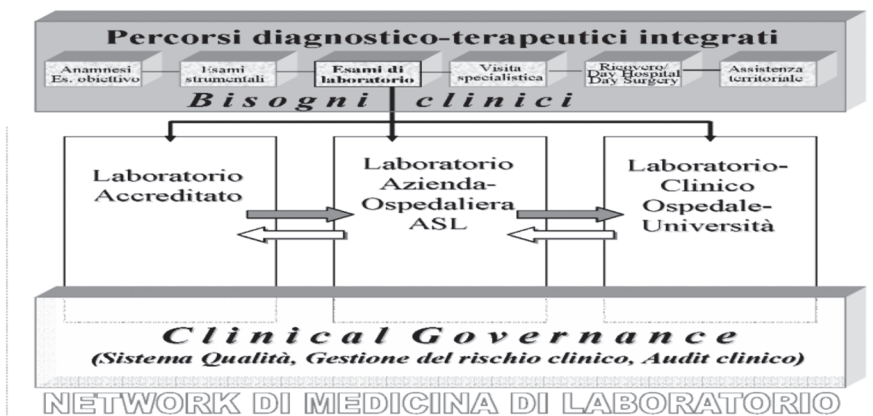 Percorsi diagnostico-terapeutici integrati
Anamnesi
Es. obiettivo
Esami
strumentali
Esami di
laboratorio
Visita
specialistica
Ricovero/
Day Hospital
Day Surgery
Assistenza
territoriale
Bisogni clinici
Laboratorio
Accreditato
Laboratorio
Azienda-
Ospedaliera
ASL
Laboratorio-
Clinico
Ospedale-
Università
Clinical Governance
(Sistema Qualità, Gestione del rischio clinico, Audit clinico)
NETWORK DI MEDICINA DI LABORATORIO